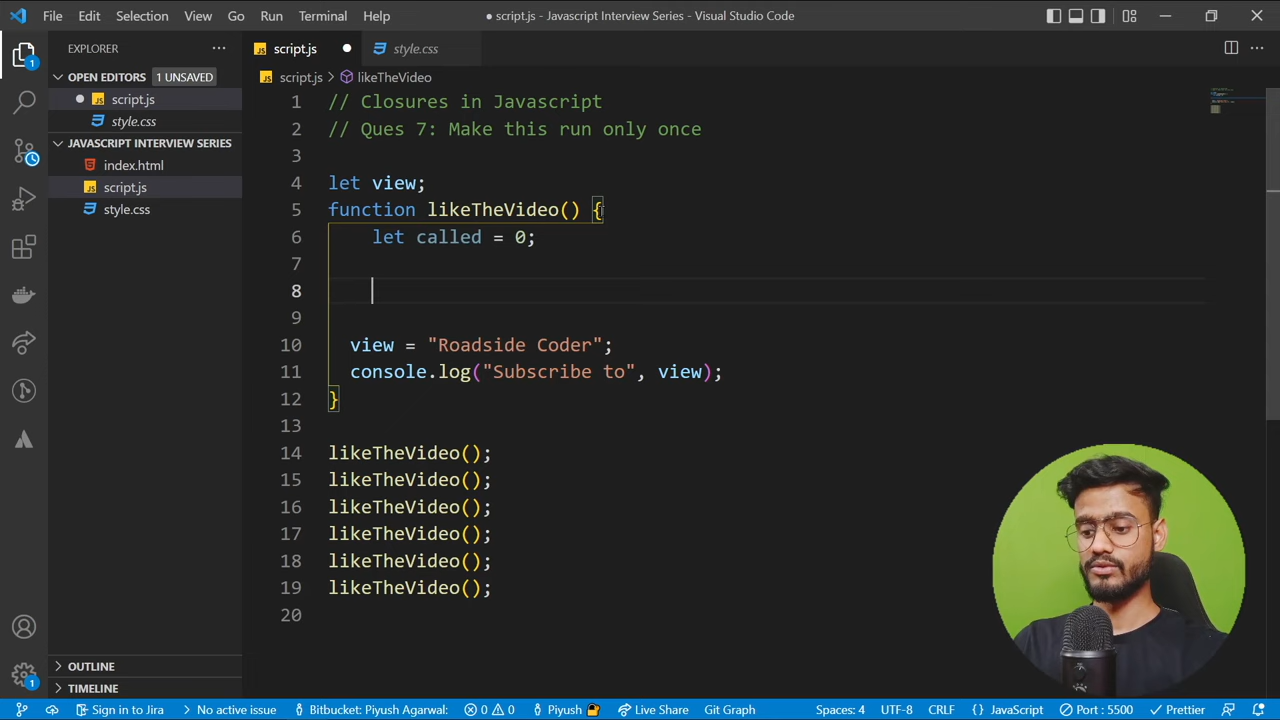 File Edit Selection View Go Run Terminal Help
● script.js - Javascript Interview Series - Visual Studio Code
EXPLORER
OPEN EDITORS 1 UNSAVED
script.js
style.css
JAVASCRIPT INTERVIEW SERIES
index.html
script.js
style.css
OUTLINE
TIMELINE
1
1
JS script.js ●
style.css
JS script.js > likeTheVideo
1 // Closures in Javascript
2 // Ques 7: Make this run only once
3
4 let view;
5 function likeTheVideo() {
6 let called = 0;
7
8
9
10 view = "Roadside Coder";
11 console.log("Subscribe to", view);
12 }
13
14 likeTheVideo();
15 likeTheVideo();
16 likeTheVideo();
17 likeTheVideo();
18 likeTheVideo();
19 likeTheVideo();
20
Sign in to Jira No active issue Bitbucket: Piyush Agarwal: 0 0 Piyush Live Share Git Graph Spaces: 4 UTF-8 CRLF {} JavaScript Port : 5500 Prettier